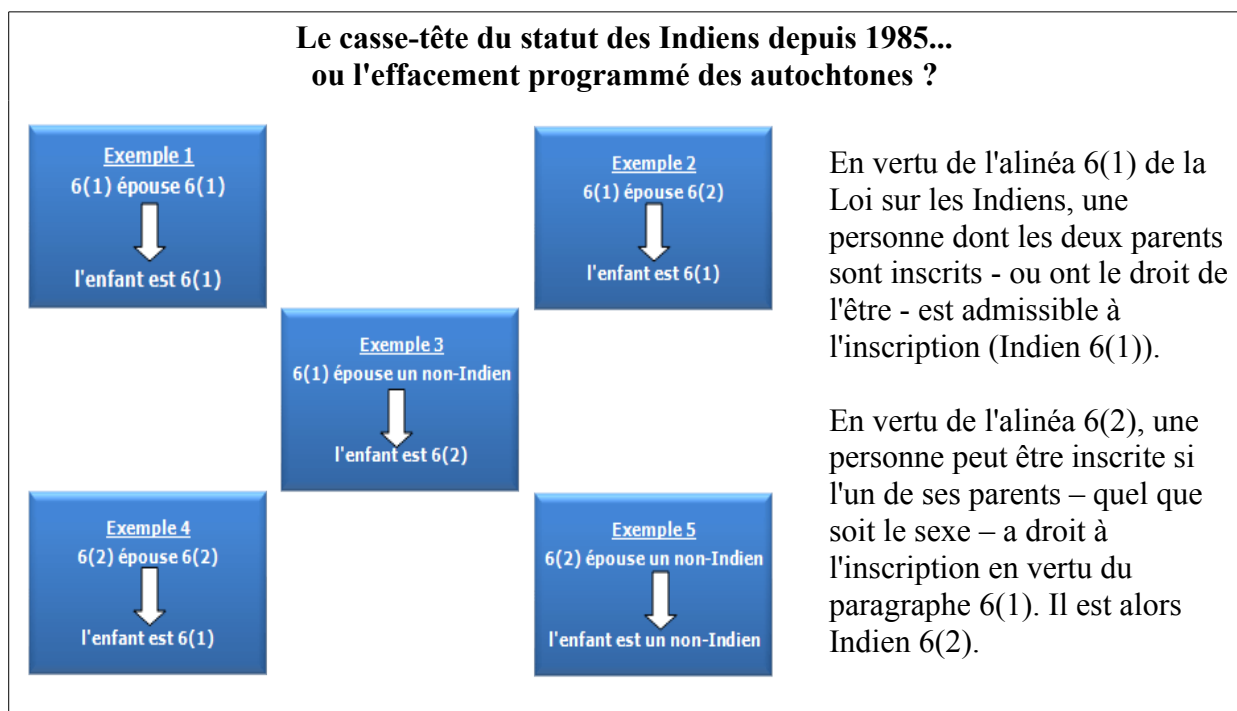 Le casse-tête du statut des Indiens depuis 1985...
ou l'effacement programmé des autochtones ?
Exemple 1
6(1) épouse 6(1)
l'enfant est 6(1)
Exemple 2
6(1) épouse 6(2)
l'enfant est 6(1)
Exemple 3
6(1) épouse un non-Indien
l'enfant est 6(2)
Exemple 4
6(2) épouse 6(2)
l'enfant est 6(1)
Exemple 5
6(2) épouse un non-Indien
l'enfant est un non-Indien
En vertu de l'alinéa 6(1) de la
Loi sur les Indiens, une
personne dont les deux parents
sont inscrits - ou ont le droit de
l'être - est admissible à
l'inscription (Indien 6(1)).
En vertu de l'alinéa 6(2), une
personne peut être inscrite si
l'un de ses parents – quel que
soit le sexe – a droit à
l'inscription en vertu du
paragraphe 6(1). Il est alors
Indien 6(2).